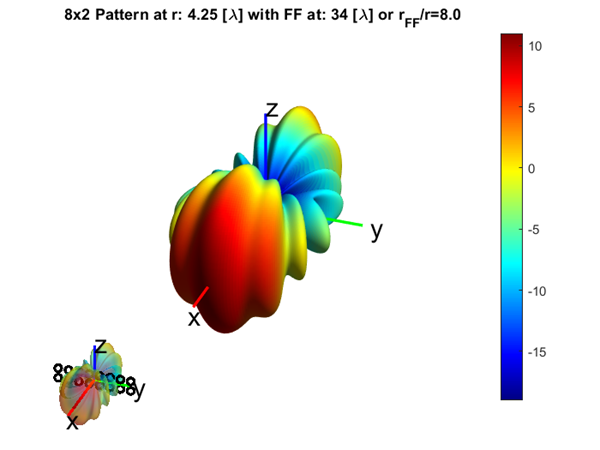 8x2 Pattern at r: 4.25 [λ] with FF at: 34 [λ] or r_FF/r=8.0
10
5
0
-5
-10
-15
z
y
x
z
y
x